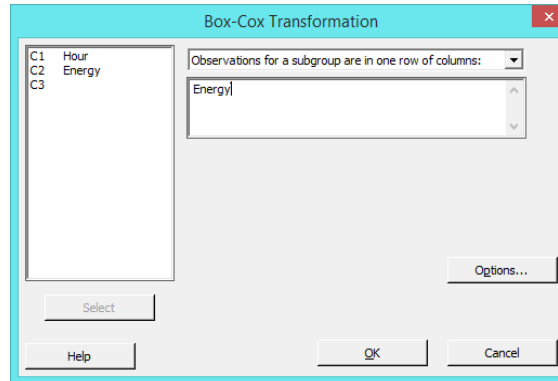 Box-Cox Transformation
C1 Hour
C2 Energy
C3
Observations for a subgroup are in one row of columns:
Energy
Options...
Select
Help
OK
Cancel